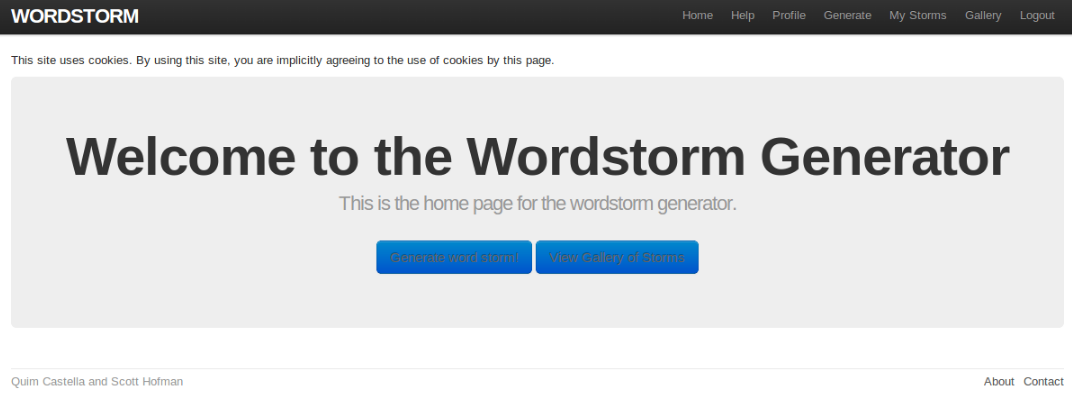 WORDSTORM
Home Help Profile Generate My Storms Gallery Logout
This site uses cookies. By using this site, you are implicitly agreeing to the use of cookies by this page.
Welcome to the Wordstorm Generator
This is the home page for the wordstorm generator.
Generate word storm! View Gallery of Storms
Quim Castella and Scott Hofman About Contact